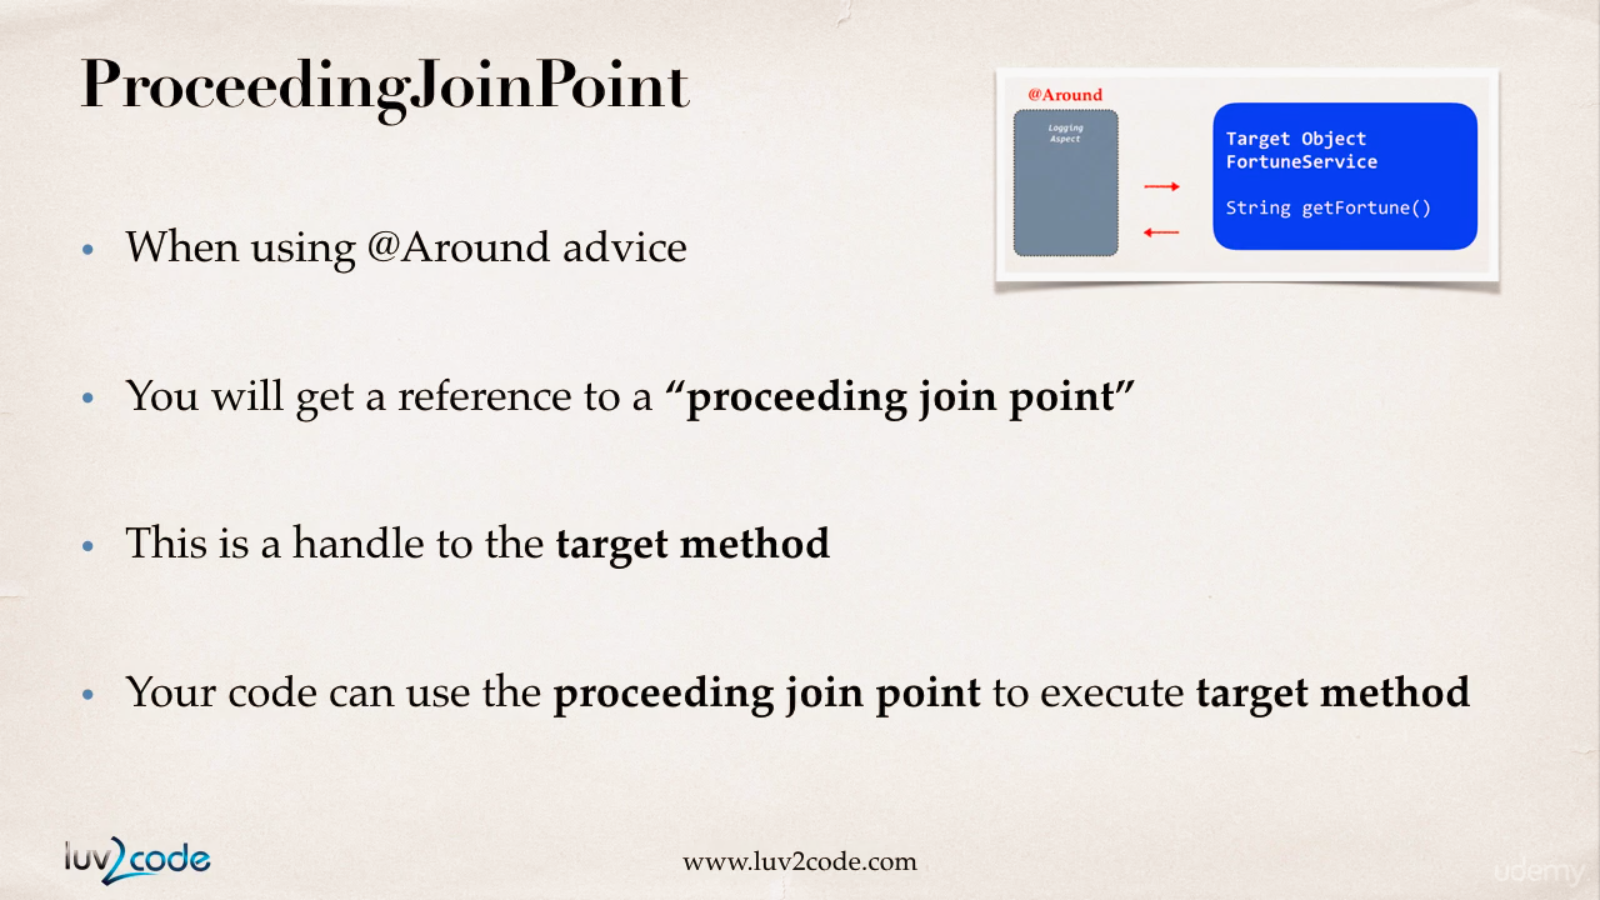 ProceedingJoinPoint
@Around
Logging
Aspect
Target Object
FortuneService
String getFortune()
• When using @Around advice
• You will get a reference to a “proceeding join point”
• This is a handle to the target method
• Your code can use the proceeding join point to execute target method
luv2code
www.luv2code.com
udemy